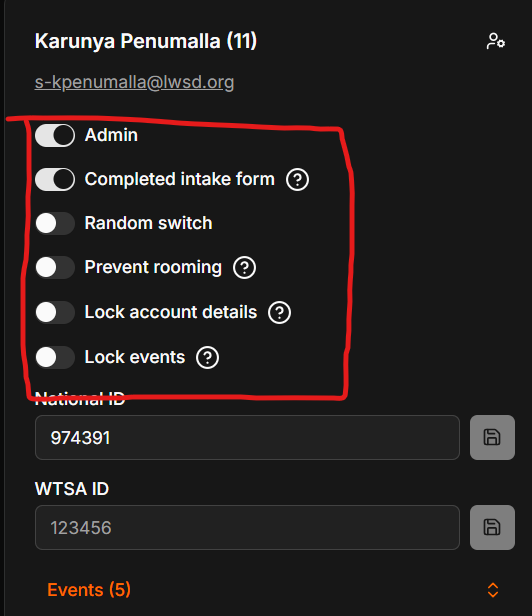 Karunya Penumalla (11)
s-kpenumalla@lwsd.org
Admin
Completed intake form ?
Random switch
Prevent rooming ?
Lock account details ?
Lock events ?
National ID
974391
WTSA ID
123456
Events (5)